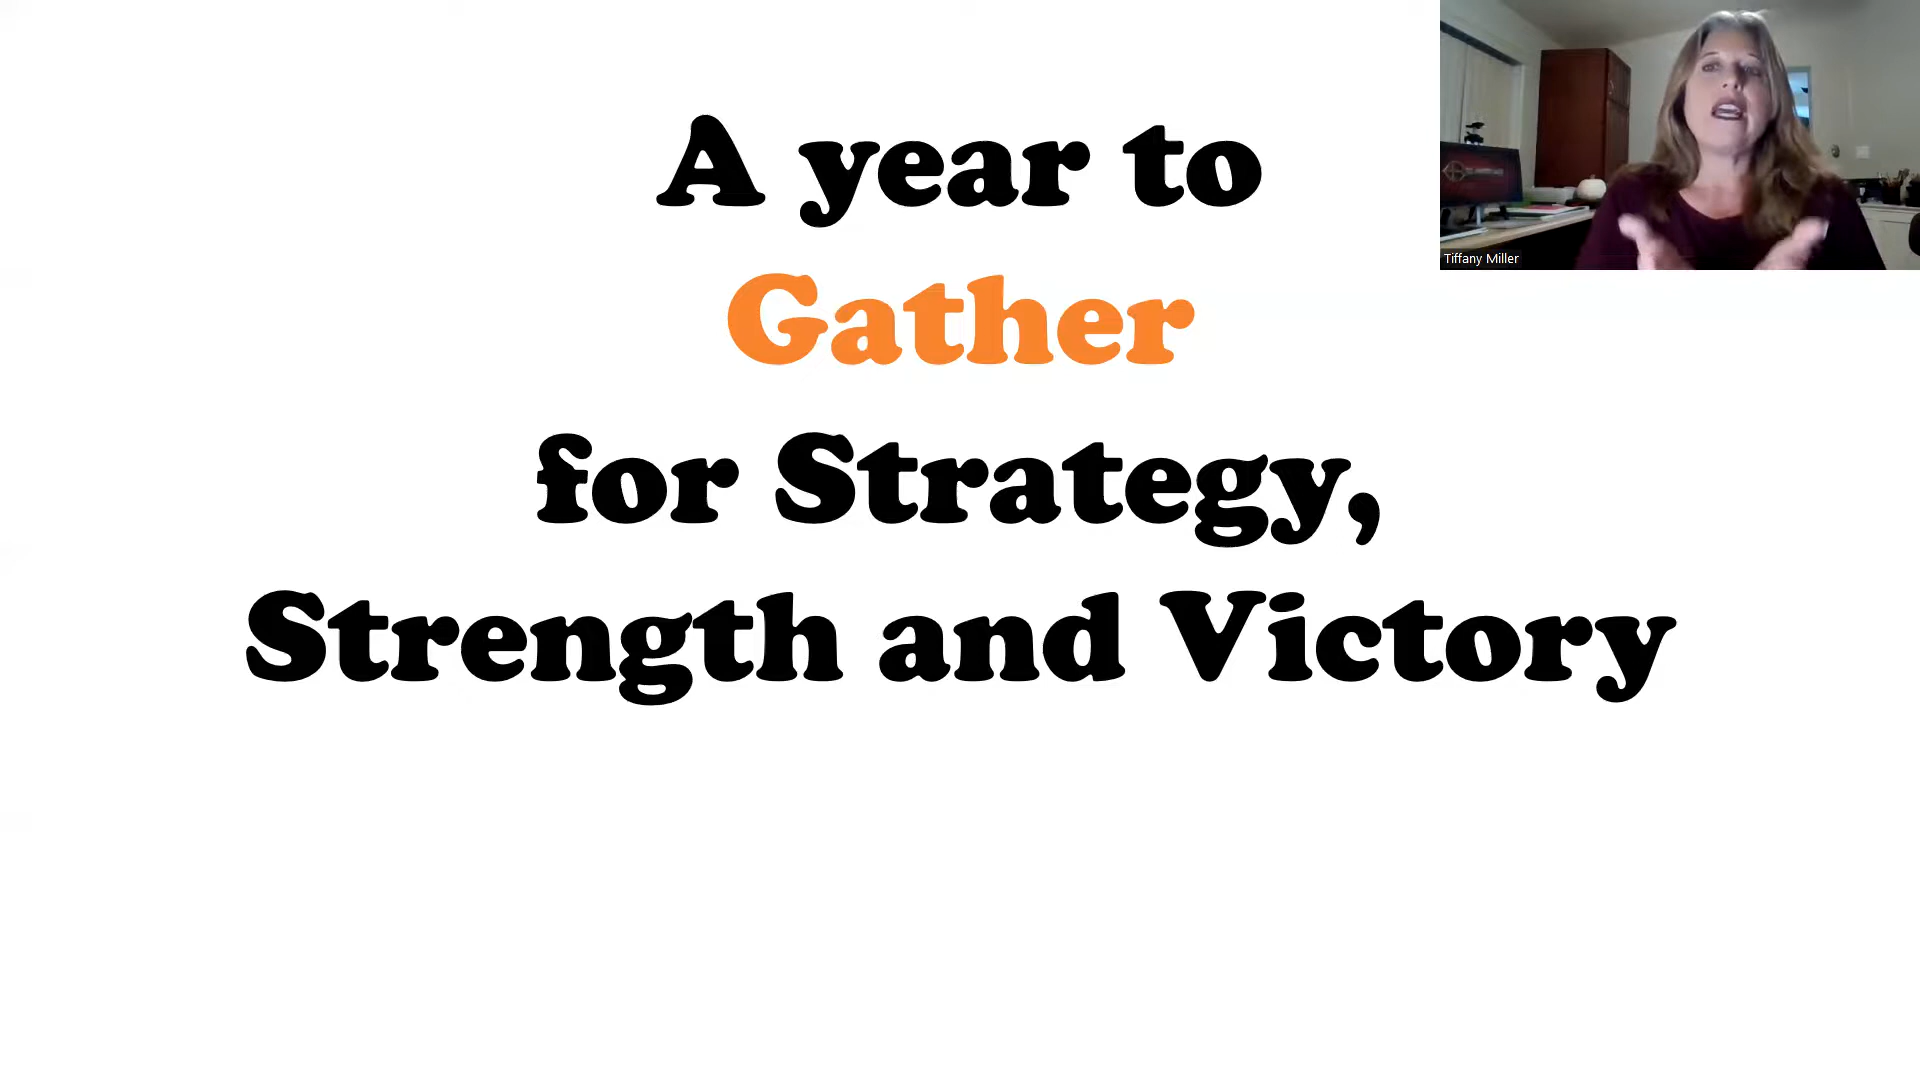 A year to
Gather
for Strategy,
Strength and Victory
Tiffany Miller